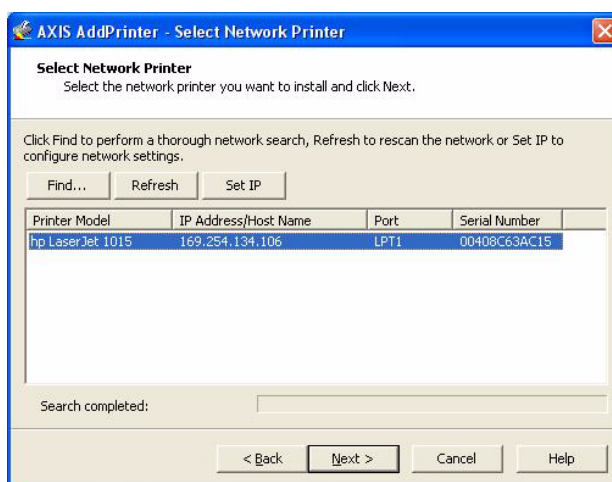 AXIS AddPrinter - Select Network Printer
Select Network Printer
Select the network printer you want to install and click Next.
Click Find to perform a thorough network search, Refresh to rescan the network or Set IP to
configure network settings.
Find... Refresh Set IP
Printer Model IP Address/Host Name Port Serial Number
hp LaserJet 1015 169.254.134.106 LPT1 00408C63AC15
Search completed:
< Back Next > Cancel Help